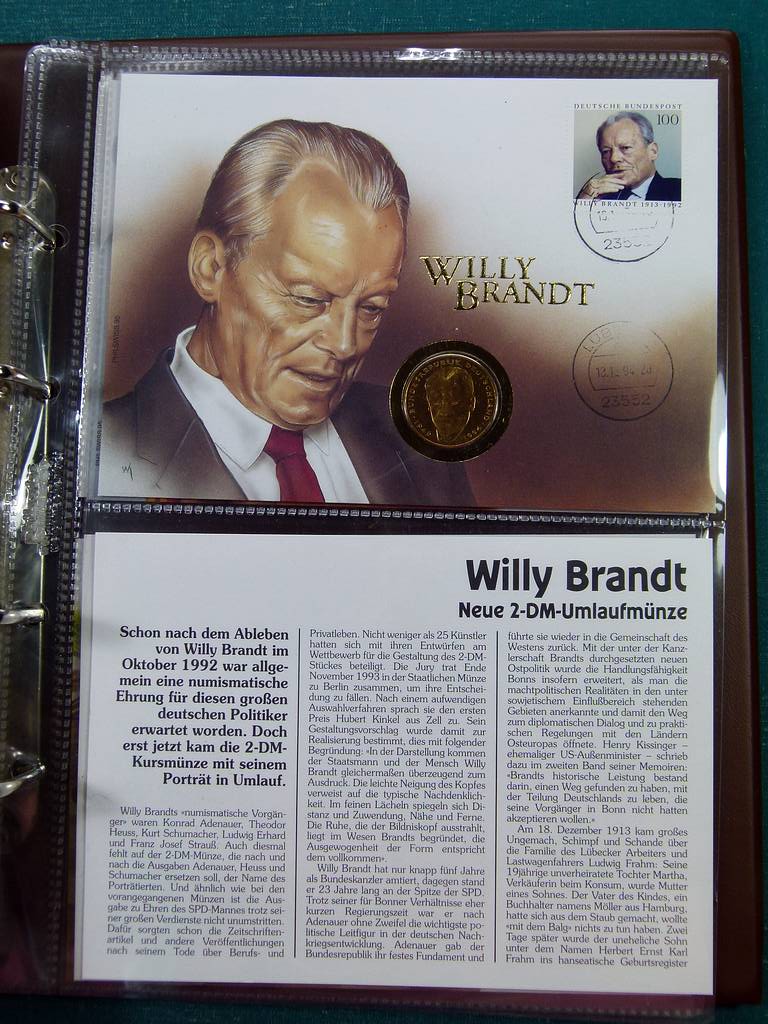 DEUTSCHE BUNDESPOST
100
WILLY BRANDT 1913-1992
WILLY
BRANDT
BUNDESREPUBLIK DEUTSCHLAND
1994
23552
Willy Brandt
Neue 2-DM-Umlaufmünze
Schon nach dem Ableben
von Willy Brandt im
Oktober 1992 war allge-
mein eine numismatische
Ehrung für diesen großen
deutschen Politiker
erwartet worden. Doch
erst jetzt kam die 2-DM-
Kursmünze mit seinem
Porträt in Umlauf.
Willy Brandts «numismatische Vorgän-
ger» waren Konrad Adenauer, Theodor
Heuss, Kurt Schumacher, Ludwig Erhard
und Franz Josef Strauß. Auch diesmal
fehlt auf der 2-DM-Münze, die nach und
nach die Ausgaben Adenauer, Heuss und
Schumacher ersetzen soll, der Name des
Porträtierten. Und ähnlich wie bei den
vorangegangenen Münzen ist die Aus-
gabe zu Ehren des SPD-Mannes trotz sei-
ner großen Verdienste nicht unumstritten.
Dafür sorgten schon die Zeitschriften-
artikel und andere Veröffentlichungen
nach seinem Tode über Berufs- und
Privatleben. Nicht weniger als 25 Künstler
hatten sich mit ihren Entwürfen am
Wettbewerb für die Gestaltung des 2-DM-
Stückes beteiligt. Die Jury trat Ende
November 1993 in der Staatlichen Münze
zu Berlin zusammen, um ihre Entschei-
dung zu fällen. Nach einem aufwendigen
Auswahlverfahren sprach sie den ersten
Preis Hubert Kinkel aus Zell zu. Sein
Gestaltungsvorschlag wurde damit zur
Realisierung bestimmt, dies mit folgender
Begründung: «In der Darstellung kommen
der Staatsmann und der Mensch Willy
Brandt gleichermaßen überzeugend zum
Ausdruck. Die leichte Neigung des Kopfes
verweist auf die typische Nachdenklich-
keit. Im feinen Lächeln spiegeln sich Di-
stanz und Zuwendung, Nähe und Ferne.
Die Ruhe, die der Bildniskopf ausstrahlt,
liegt im Wesen Brandts begründet, die
Ausgewogenheit der Form entspricht
dem vollkommen».
Willy Brandt hat nur knapp fünf Jahre
als Bundeskanzler amtiert, dagegen stand
er 23 Jahre lang an der Spitze der SPD.
Trotz seiner für Bonner Verhältnisse eher
kurzen Regierungszeit war er nach
Adenauer ohne Zweifel die wichtigste po-
litische Leitfigur in der deutschen Nach-
kriegsentwicklung. Adenauer gab der
Bundesrepublik ihr festes Fundament und
führte sie wieder in die Gemeinschaft des
Westens zurück. Mit der unter der Kanz-
lerschaft Brandts durchgesetzten neuen
Ostpolitik wurde die Handlungsfähigkeit
Bonns insofern erweitert, als man die
machtpolitischen Realitäten in den unter
sowjetischem Einflußbereich stehenden
Gebieten anerkannte und damit den Weg
zum diplomatischen Dialog und zu prakti-
schen Regelungen mit den Ländern
Osteuropas öffnete. Henry Kissinger –
ehemaliger US-Außenminister – schrieb
dazu im zweiten Band seiner Memoiren:
«Brandts historische Leistung bestand
darin, einen Weg gefunden zu haben, mit
der Teilung Deutschlands zu leben, die
seine Vorgänger in Bonn nicht hatten
akzeptieren wollen.»
Am 18. Dezember 1913 kam großes
Ungemach, Schimpf und Schande über
die Familie des Lübecker Arbeiters und
Lastwagenfahrers Ludwig Frahm: Seine
19jährige unverheiratete Tochter Martha,
Verkäuferin beim Konsum, wurde Mutter
eines Sohnes. Der Vater des Kindes, ein
Buchhalter namens Möller aus Hamburg,
hatte sich aus dem Staub gemacht, wollte
«mit dem Balg» nichts zu tun haben. Zwei
Tage später wurde der uneheliche Sohn
unter dem Namen Herbert Ernst Karl
Frahm ins hanseatische Geburtsregister